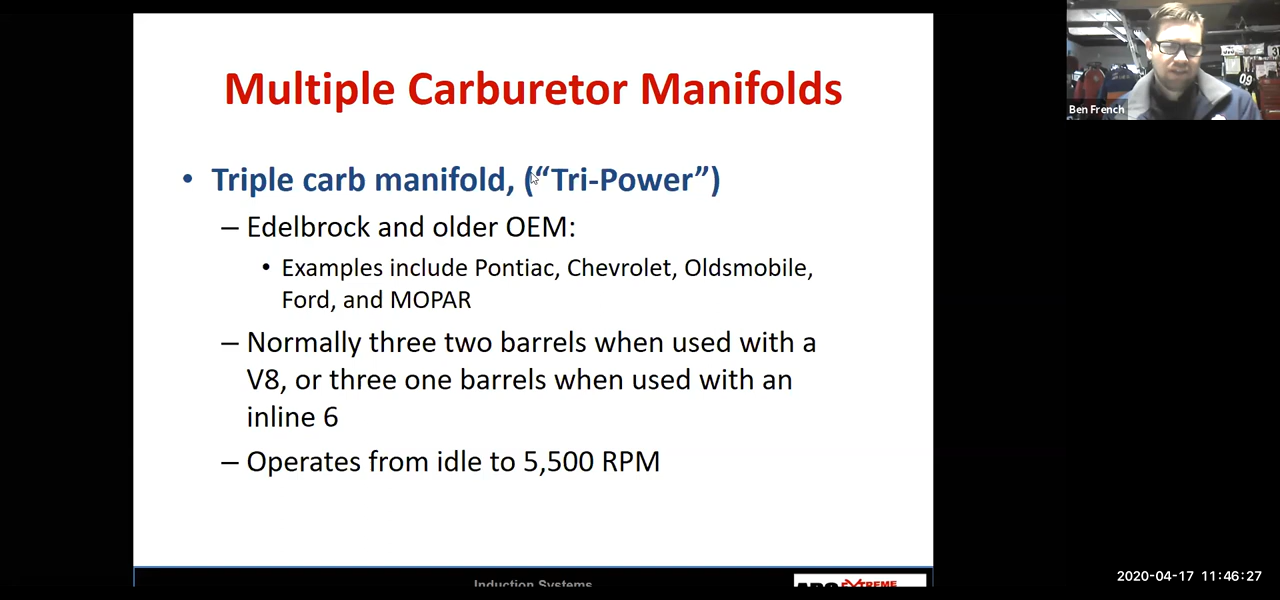 Multiple Carburetor Manifolds
• Triple carb manifold, (“Tri-Power”)
– Edelbrock and older OEM:
• Examples include Pontiac, Chevrolet, Oldsmobile,
Ford, and MOPAR
– Normally three two barrels when used with a
V8, or three one barrels when used with an
inline 6
– Operates from idle to 5,500 RPM
Induction Systems
EXTREME
Ben French
09
2020-04-17 11:46:27